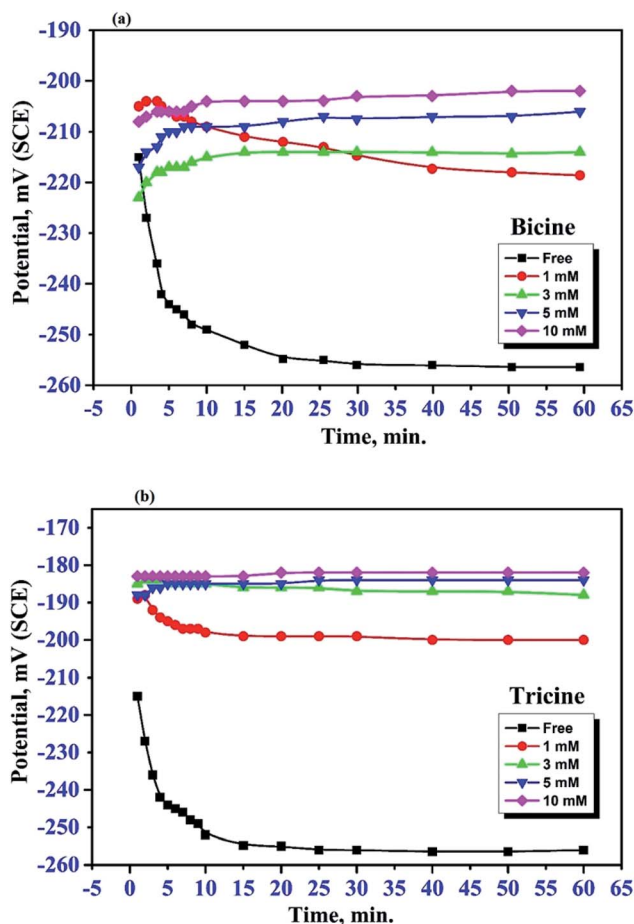 (a)
-190
-200
-210
-220
-230
-240
-250
-260
Potential, mV (SCE)
Bicine
Free
1 mM
3 mM
5 mM
10 mM
-5 0 5 10 15 20 25 30 35 40 45 50 55 60 65
Time, min.
(b)
-170
-180
-190
-200
-210
-220
-230
-240
-250
-260
Potential, mV (SCE)
Tricine
Free
1 mM
3 mM
5 mM
10 mM
-5 0 5 10 15 20 25 30 35 40 45 50 55 60 65
Time, min.